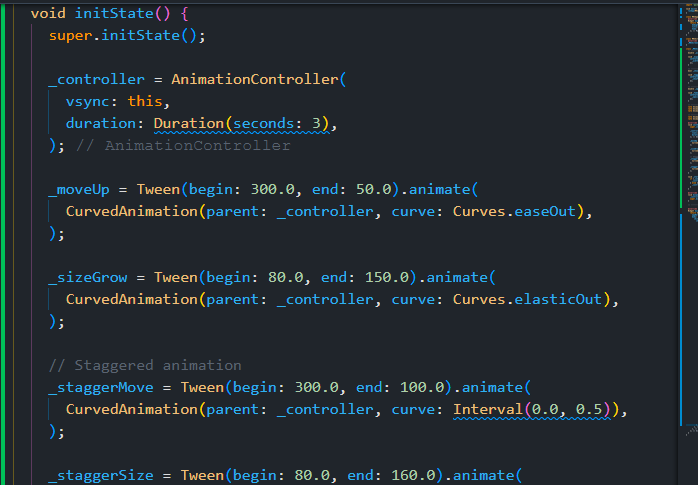 void initState() {
super.initState();
_controller = AnimationController(
vsync: this,
duration: Duration(seconds: 3),
); // AnimationController
_moveUp = Tween(begin: 300.0, end: 50.0).animate(
CurvedAnimation(parent: _controller, curve: Curves.easeOut),
);
_sizeGrow = Tween(begin: 80.0, end: 150.0).animate(
CurvedAnimation(parent: _controller, curve: Curves.elasticOut),
);
// Staggered animation
_staggerMove = Tween(begin: 300.0, end: 100.0).animate(
CurvedAnimation(parent: _controller, curve: Interval(0.0, 0.5)),
);
_staggerSize = Tween(begin: 80.0, end: 160.0).animate(